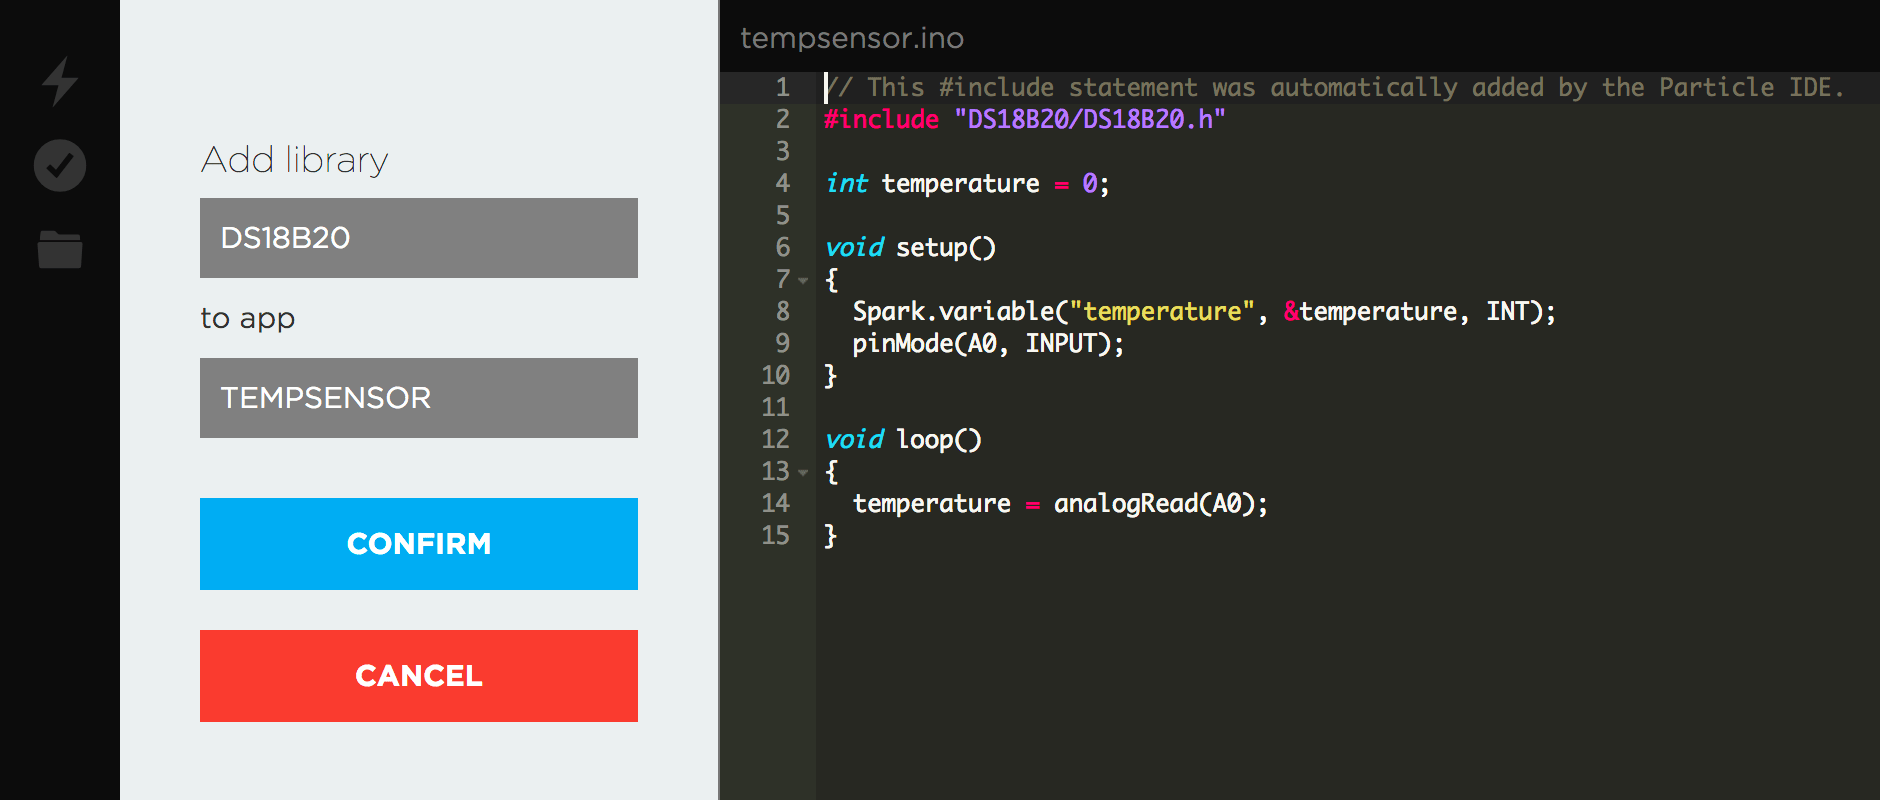 Add library
DS18B20
to app
TEMPSENSOR
CONFIRM
CANCEL
tempsensor.ino
1 // This #include statement was automatically added by the Particle IDE.
2 #include "DS18B20/DS18B20.h"
3
4 int temperature = 0;
5
6 void setup()
7 {
8   Spark.variable("temperature", &temperature, INT);
9   pinMode(A0, INPUT);
10 }
11
12 void loop()
13 {
14   temperature = analogRead(A0);
15 }